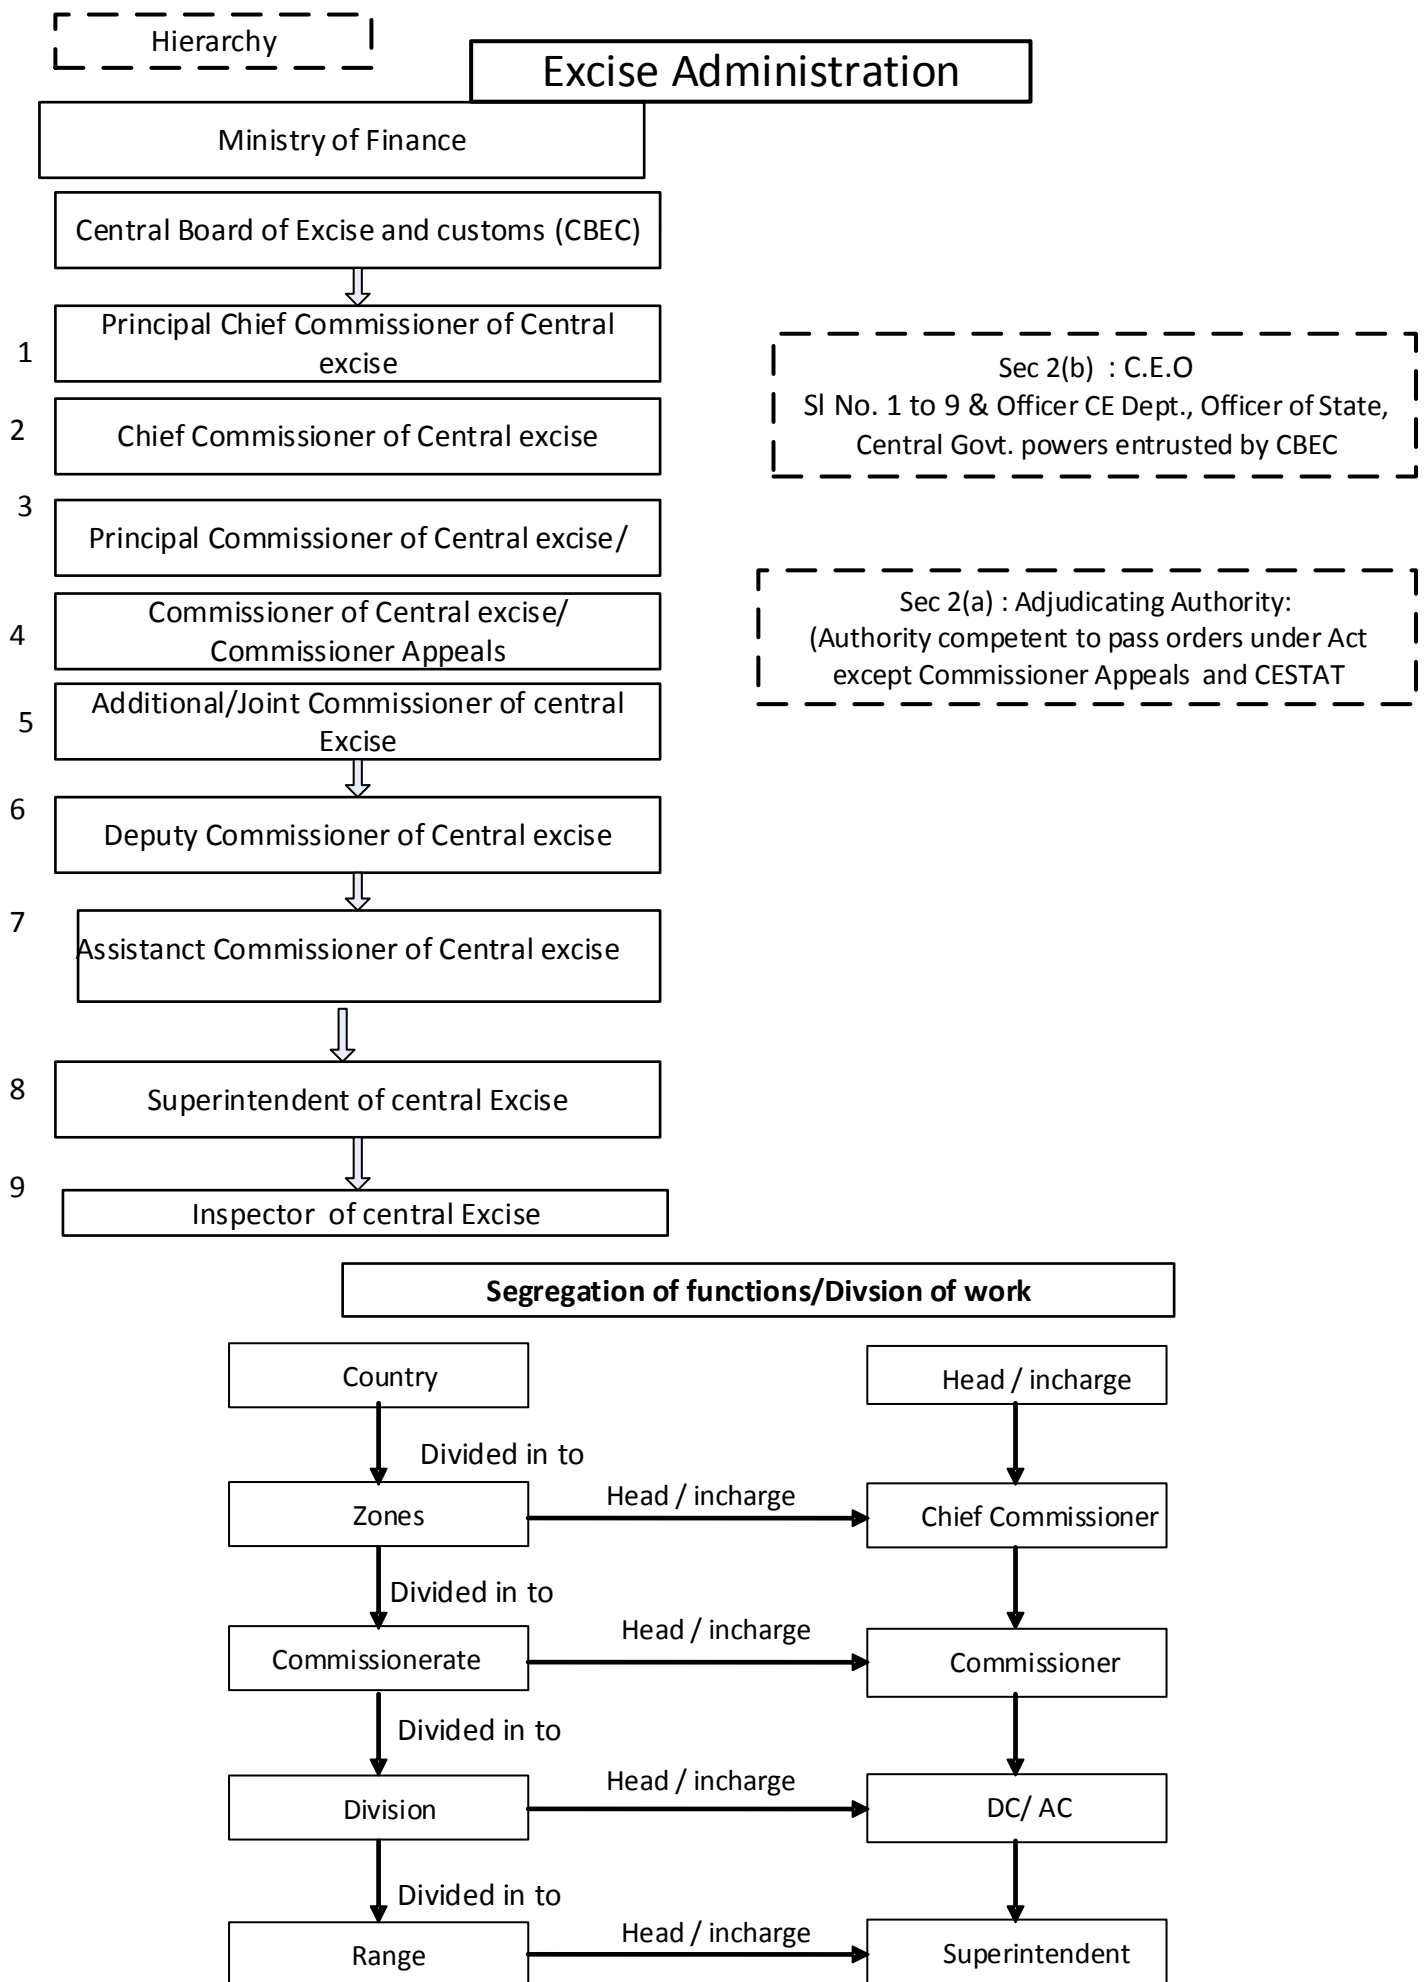 Hierarchy
Excise Administration
Ministry of Finance
Central Board of Excise and customs (CBEC)
1
Principal Chief Commissioner of Central
excise
2
Chief Commissioner of Central excise
3
Principal Commissioner of Central excise/
4
Commissioner of Central excise/
Commissioner Appeals
5
Additional/Joint Commissioner of central
Excise
6
Deputy Commissioner of Central excise
7
Assistanct Commissioner of Central excise
8
Superintendent of central Excise
9
Inspector of central Excise
Sec 2(b) : C.E.O
Sl No. 1 to 9 & Officer CE Dept., Officer of State,
Central Govt. powers entrusted by CBEC
Sec 2(a) : Adjudicating Authority:
(Authority competent to pass orders under Act
except Commissioner Appeals and CESTAT
Segregation of functions/Divsion of work
Country
Head / incharge
Divided in to
Zones
Head / incharge
Chief Commissioner
Divided in to
Commissionerate
Head / incharge
Commissioner
Divided in to
Division
Head / incharge
DC/ AC
Divided in to
Range
Head / incharge
Superintendent